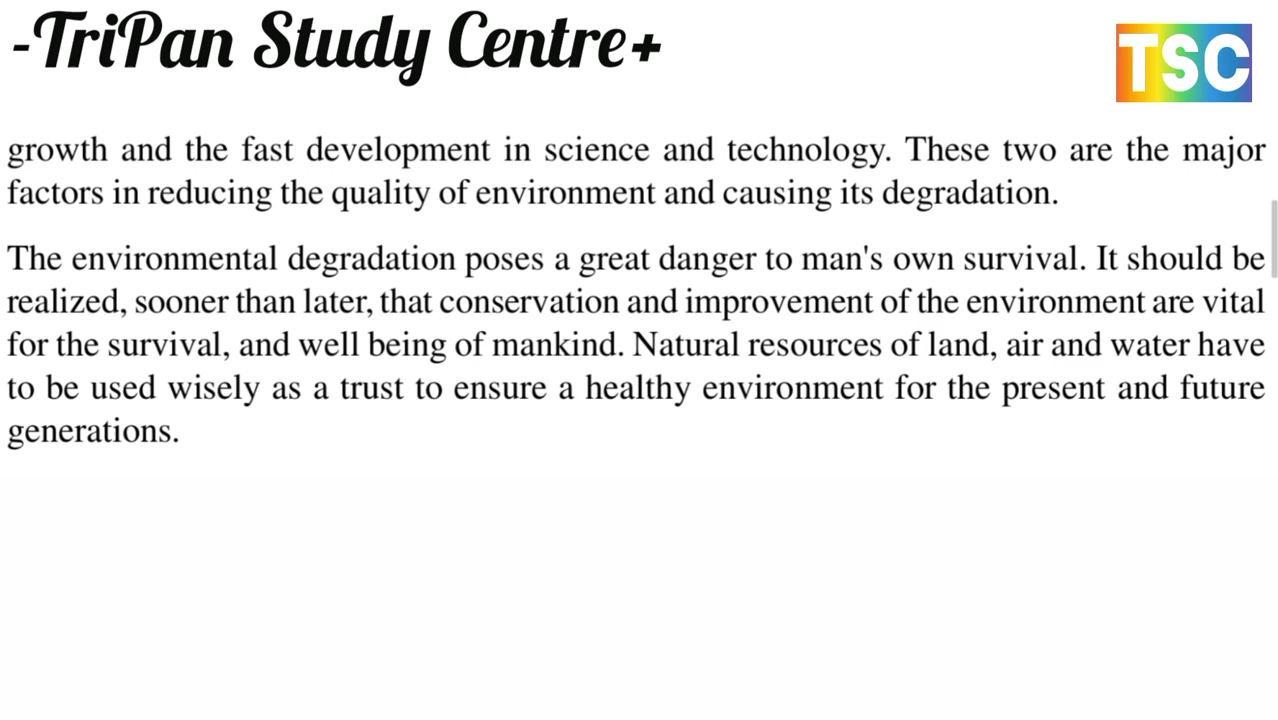 -TriPan Study Centre+
TSC
growth and the fast development in science and technology. These two are the major
factors in reducing the quality of environment and causing its degradation.
The environmental degradation poses a great danger to man's own survival. It should be
realized, sooner than later, that conservation and improvement of the environment are vital
for the survival, and well being of mankind. Natural resources of land, air and water have
to be used wisely as a trust to ensure a healthy environment for the present and future
generations.